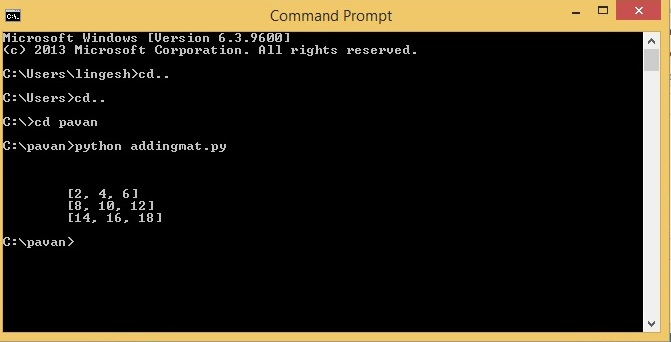 Command Prompt
Microsoft Windows [Version 6.3.9600]
(c) 2013 Microsoft Corporation. All rights reserved.
C:\Users\lingesh>cd..
C:\Users>cd..
C:\>cd pavan
C:\pavan>python addingmat.py
[2, 4, 6]
[8, 10, 12]
[14, 16, 18]
C:\pavan>